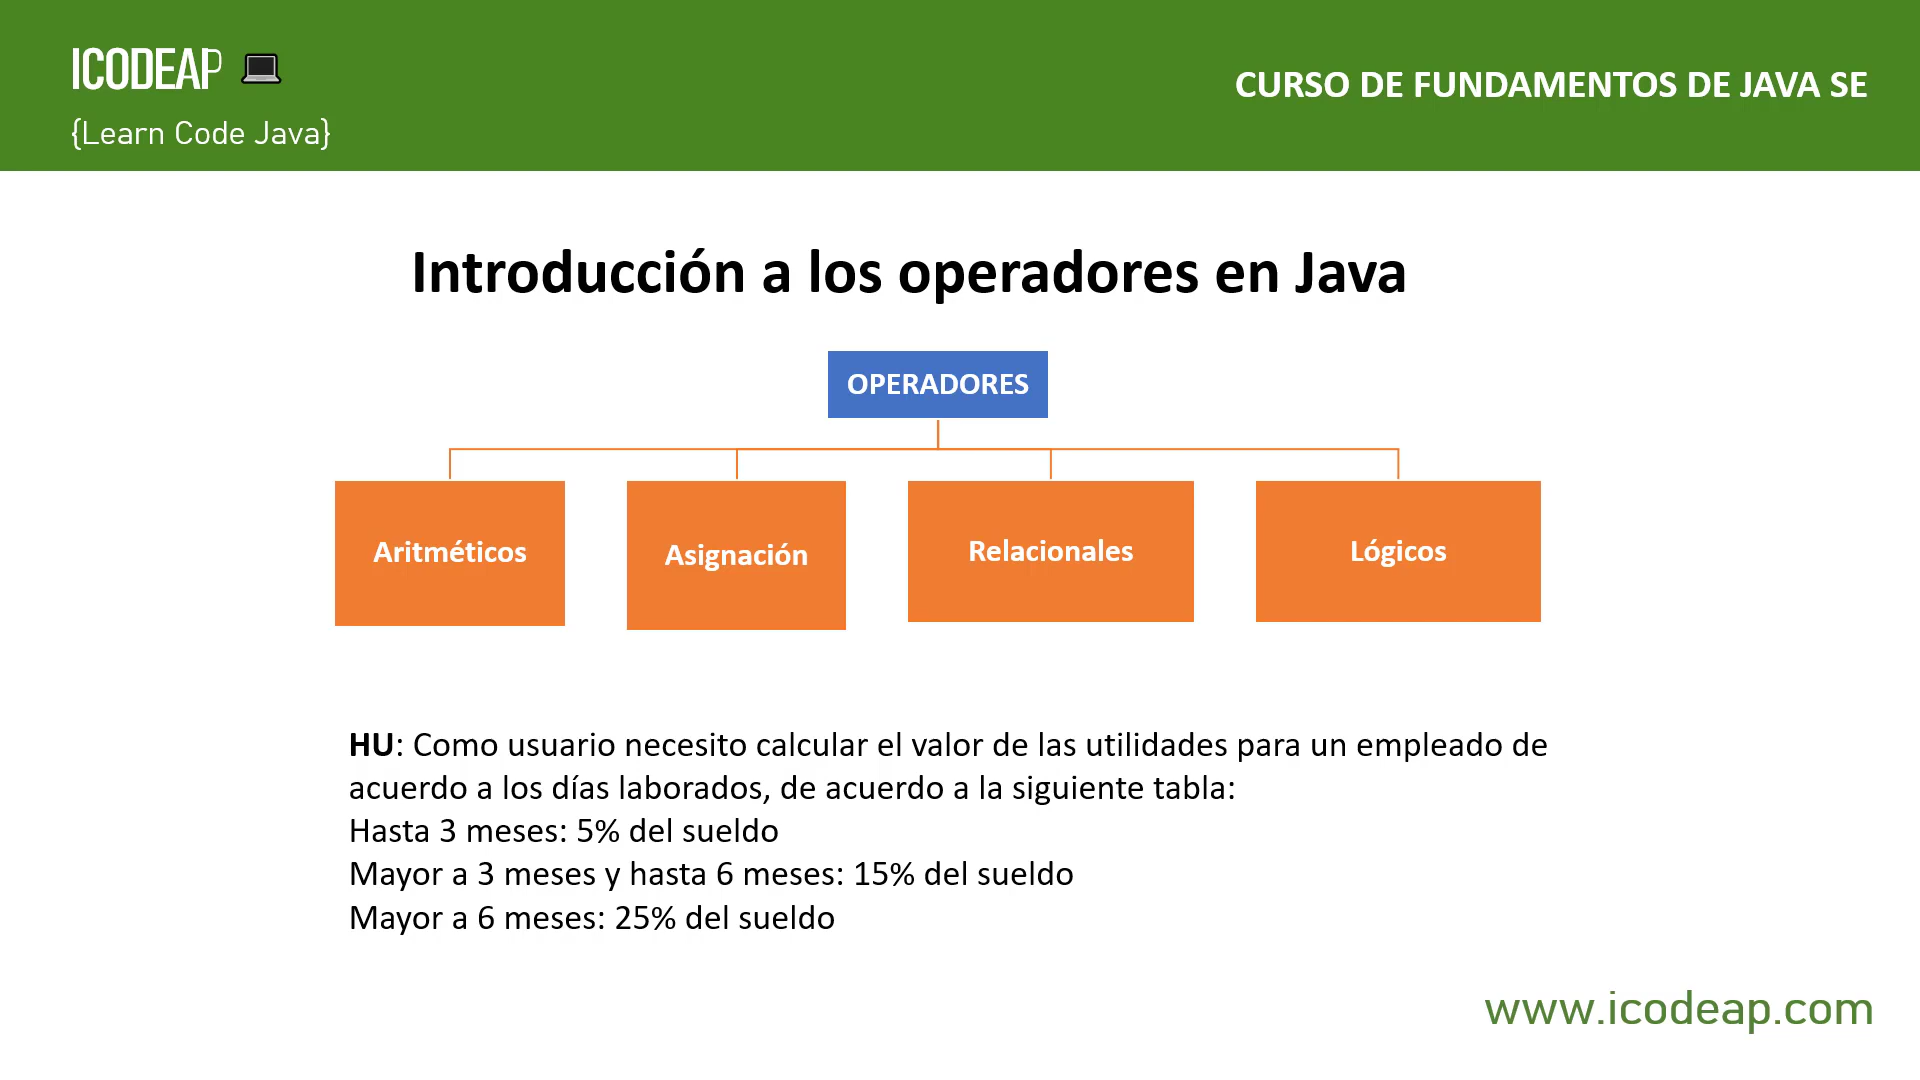 ICODEAP
{Learn Code Java}
CURSO DE FUNDAMENTOS DE JAVA SE
Introducción a los operadores en Java
OPERADORES
Aritméticos
Asignación
Relacionales
Lógicos
HU: Como usuario necesito calcular el valor de las utilidades para un empleado de
acuerdo a los días laborados, de acuerdo a la siguiente tabla:
Hasta 3 meses: 5% del sueldo
Mayor a 3 meses y hasta 6 meses: 15% del sueldo
Mayor a 6 meses: 25% del sueldo
www.icodeap.com